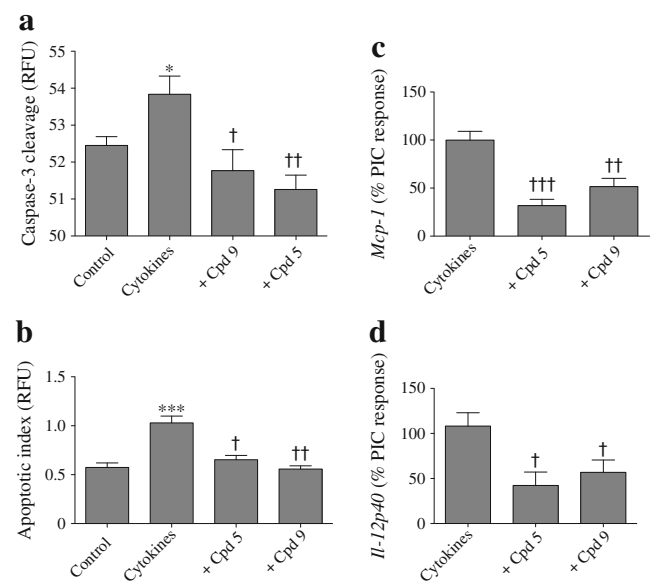 a
Caspase-3 cleavage (RFU)
55
54
53
52
51
50
*
†
††
Control
Cytokines
+ Cpd 9
+ Cpd 5
b
Apoptotic index (RFU)
1.5
1.0
0.5
0
***
†
††
Control
Cytokines
+ Cpd 5
+ Cpd 9
c
Mcp-1 (% PIC response)
150
100
50
0
†††
††
Cytokines
+ Cpd 5
+ Cpd 9
d
Il-12p40 (% PIC response)
150
100
50
0
†
†
Cytokines
+ Cpd 5
+ Cpd 9